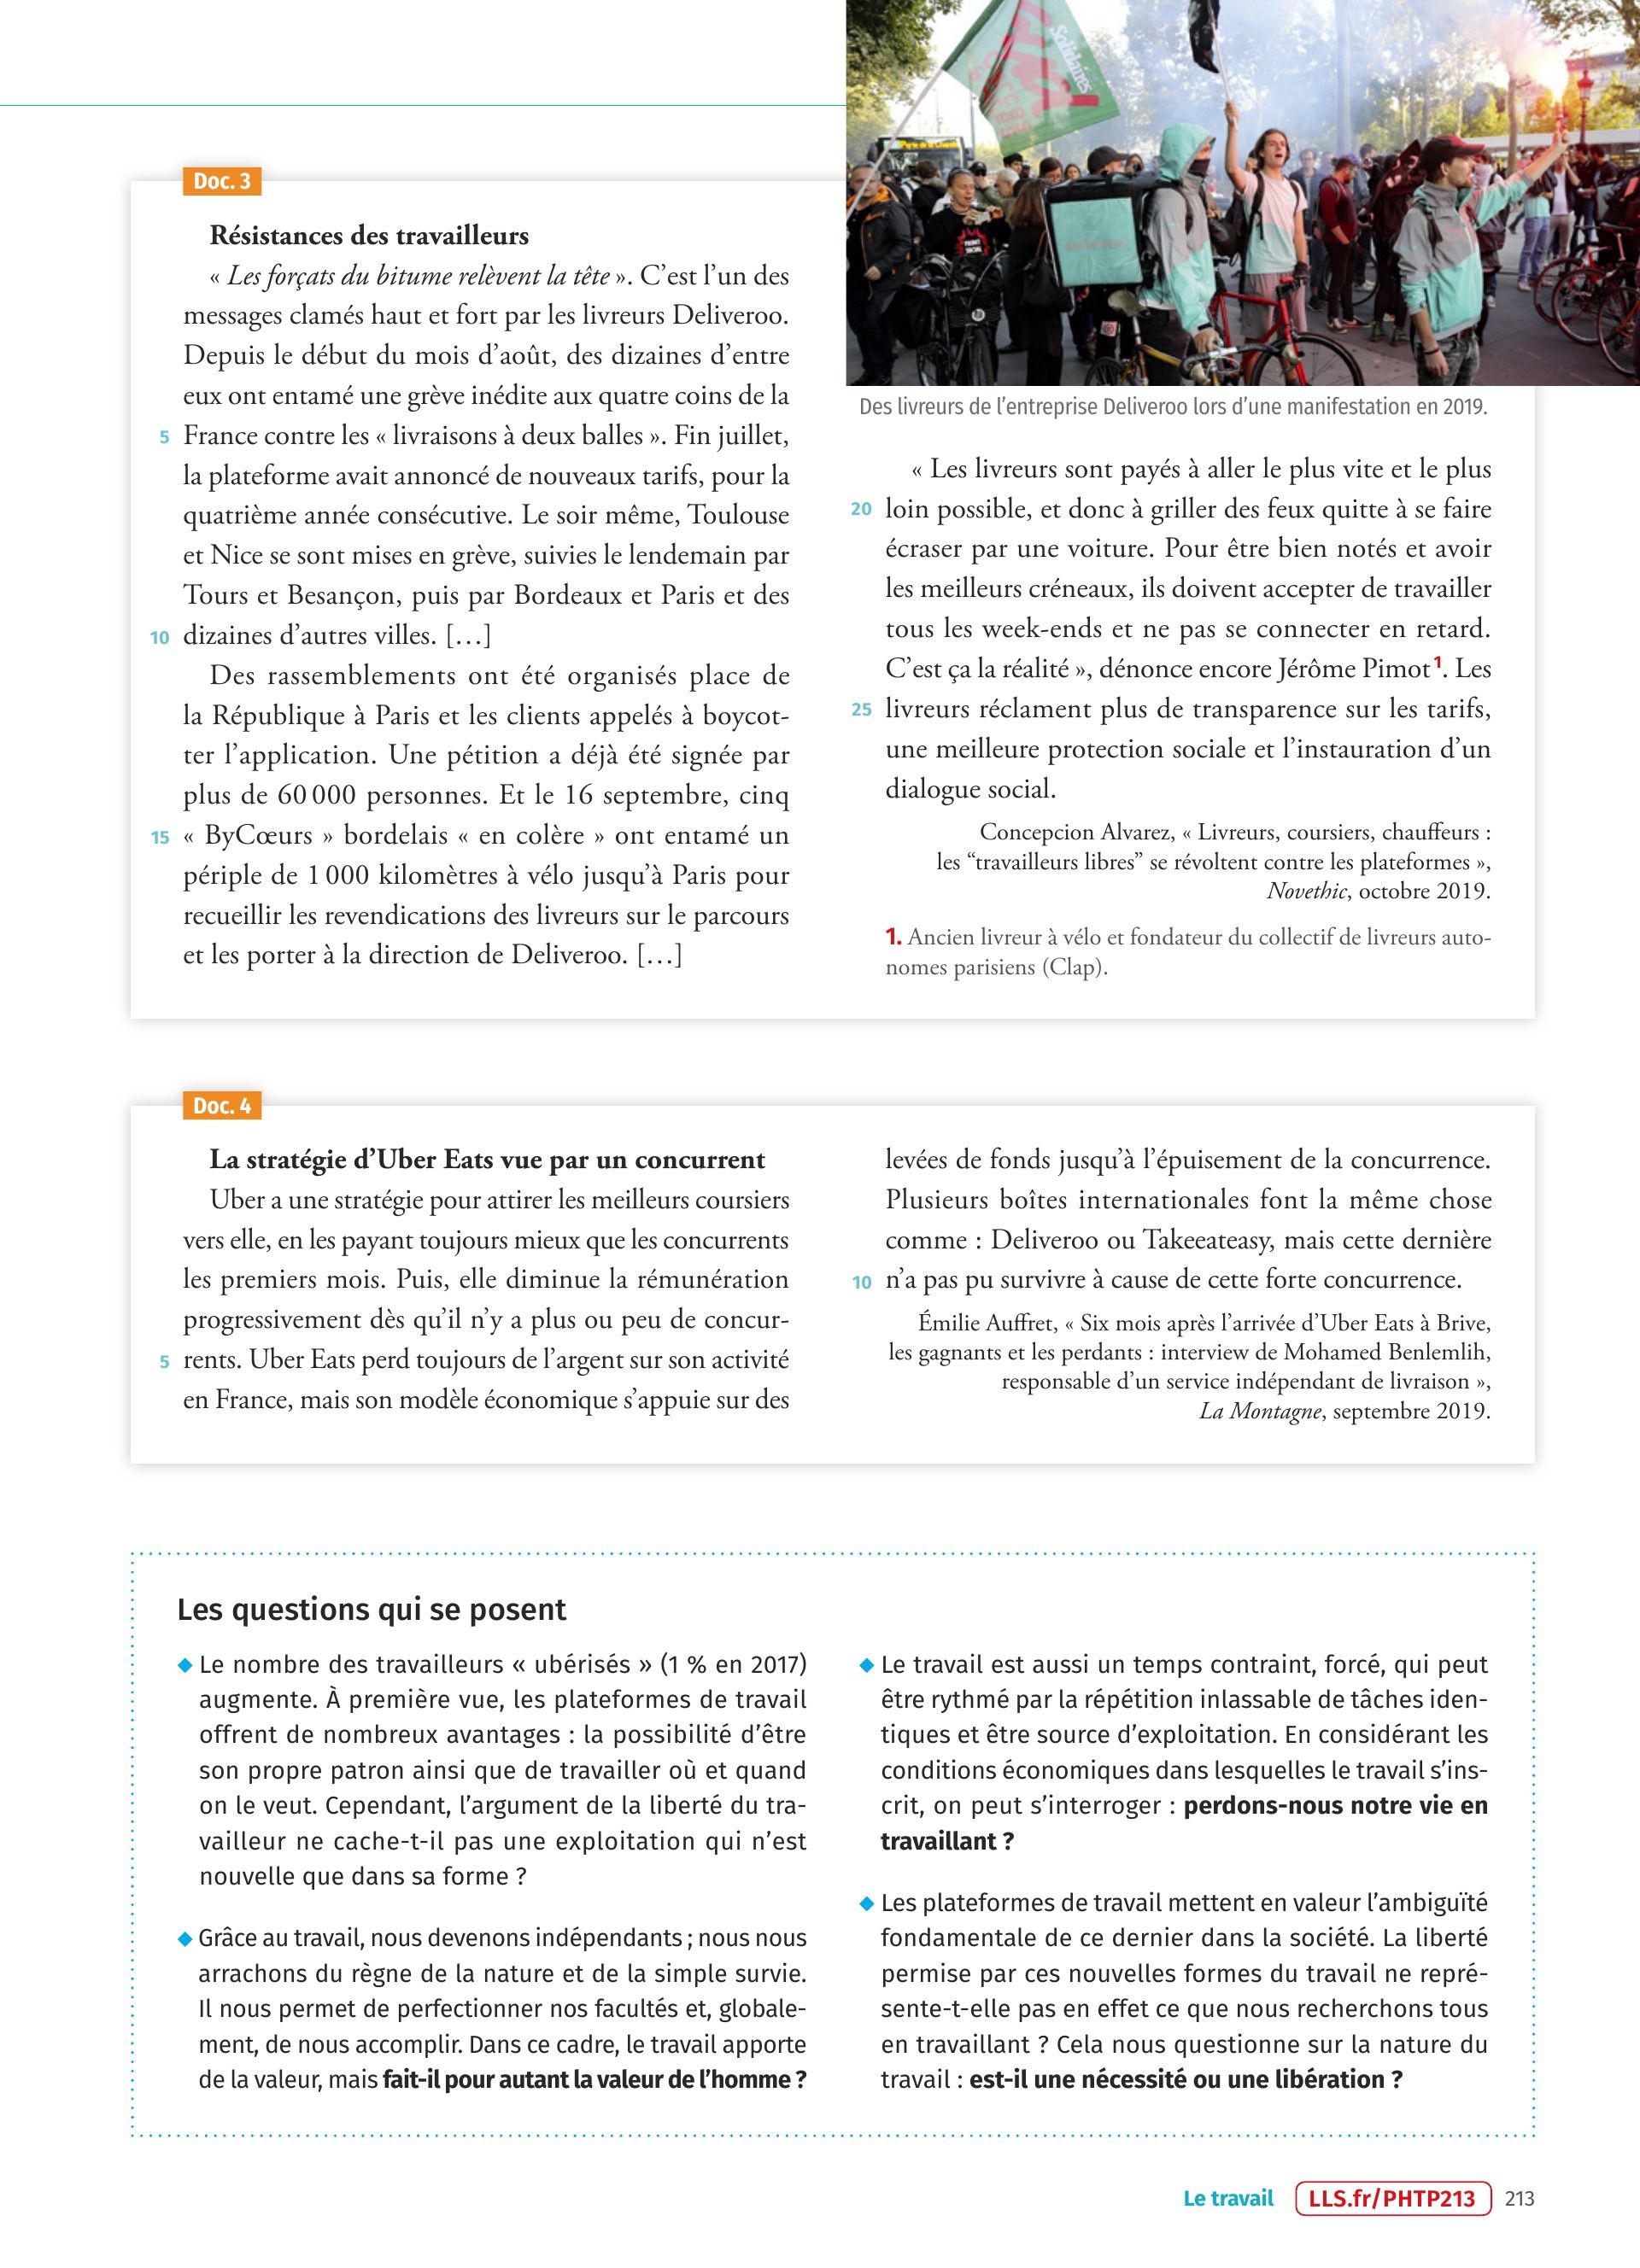 Solidaires
Doc. 3
Résistances des travailleurs
« Les forçats du bitume relèvent la tête ». C’est l’un des
messages clamés haut et fort par les livreurs Deliveroo.
Depuis le début du mois d’août, des dizaines d’entre
eux ont entamé une grève inédite aux quatre coins de la
5 France contre les « livraisons à deux balles ». Fin juillet,
la plateforme avait annoncé de nouveaux tarifs, pour la
quatrième année consécutive. Le soir même, Toulouse
et Nice se sont mises en grève, suivies le lendemain par
Tours et Besançon, puis par Bordeaux et Paris et des
10 dizaines d’autres villes. […]
Des rassemblements ont été organisés place de
la République à Paris et les clients appelés à boycot-
ter l’application. Une pétition a déjà été signée par
plus de 60 000 personnes. Et le 16 septembre, cinq
15 « ByCœurs » bordelais « en colère » ont entamé un
périple de 1 000 kilomètres à vélo jusqu’à Paris pour
recueillir les revendications des livreurs sur le parcours
et les porter à la direction de Deliveroo. […]
Des livreurs de l’entreprise Deliveroo lors d’une manifestation en 2019.
« Les livreurs sont payés à aller le plus vite et le plus
20 loin possible, et donc à griller des feux quitte à se faire
écraser par une voiture. Pour être bien notés et avoir
les meilleurs créneaux, ils doivent accepter de travailler
tous les week-ends et ne pas se connecter en retard.
C’est ça la réalité », dénonce encore Jérôme Pimot1. Les
25 livreurs réclament plus de transparence sur les tarifs,
une meilleure protection sociale et l’instauration d’un
dialogue social.
Concepcion Alvarez, « Livreurs, coursiers, chauffeurs :
les “travailleurs libres” se révoltent contre les plateformes »,
Novethic, octobre 2019.
1. Ancien livreur à vélo et fondateur du collectif de livreurs auto-
nomes parisiens (Clap).
Doc. 4
La stratégie d’Uber Eats vue par un concurrent
Uber a une stratégie pour attirer les meilleurs coursiers
vers elle, en les payant toujours mieux que les concurrents
les premiers mois. Puis, elle diminue la rémunération
progressivement dès qu’il n’y a plus ou peu de concur-
5 rents. Uber Eats perd toujours de l’argent sur son activité
en France, mais son modèle économique s’appuie sur des
levées de fonds jusqu’à l’épuisement de la concurrence.
Plusieurs boîtes internationales font la même chose
comme : Deliveroo ou Takeeateasy, mais cette dernière
10 n’a pas pu survivre à cause de cette forte concurrence.
Émilie Auffret, « Six mois après l’arrivée d’Uber Eats à Brive,
les gagnants et les perdants : interview de Mohamed Benlemlih,
responsable d’un service indépendant de livraison »,
La Montagne, septembre 2019.
Les questions qui se posent
◆ Le nombre des travailleurs « ubérisés » (1 % en 2017)
augmente. À première vue, les plateformes de travail
offrent de nombreux avantages : la possibilité d’être
son propre patron ainsi que de travailler où et quand
on le veut. Cependant, l’argument de la liberté du tra-
vailleur ne cache-t-il pas une exploitation qui n’est
nouvelle que dans sa forme ?
◆ Grâce au travail, nous devenons indépendants ; nous nous
arrachons du règne de la nature et de la simple survie.
Il nous permet de perfectionner nos facultés et, globale-
ment, de nous accomplir. Dans ce cadre, le travail apporte
de la valeur, mais fait-il pour autant la valeur de l’homme ?
◆ Le travail est aussi un temps contraint, forcé, qui peut
être rythmé par la répétition inlassable de tâches iden-
tiques et être source d’exploitation. En considérant les
conditions économiques dans lesquelles le travail s’ins-
crit, on peut s’interroger : perdons-nous notre vie en
travaillant ?
◆ Les plateformes de travail mettent en valeur l’ambiguïté
fondamentale de ce dernier dans la société. La liberté
permise par ces nouvelles formes du travail ne repré-
sente-t-elle pas en effet ce que nous recherchons tous
en travaillant ? Cela nous questionne sur la nature du
travail : est-il une nécessité ou une libération ?
Le travail LLS.fr/PHTP213 213